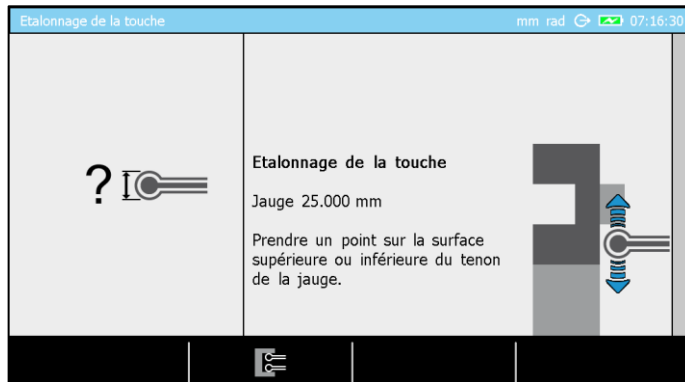 Etalonnage de la touche
mm rad 07:16:30
?
Etalonnage de la touche
Jauge 25.000 mm
Prendre un point sur la surface
supérieure ou inférieure du tenon
de la jauge.